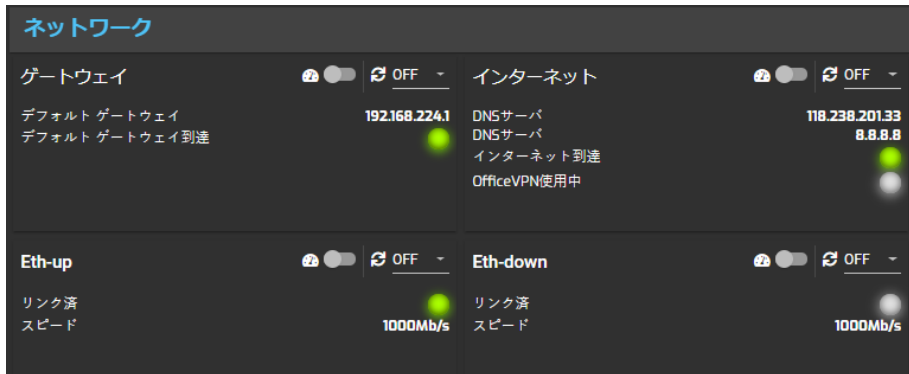 ネットワーク
ゲートウェイ OFF
デフォルト ゲートウェイ 192.168.224.1
デフォルト ゲートウェイ到達
インターネット OFF
DNSサーバ 118.238.201.33
DNSサーバ 8.8.8.8
インターネット到達
OfficeVPN使用中
Eth-up OFF
リンク済
スピード 1000Mb/s
Eth-down OFF
リンク済
スピード 1000Mb/s